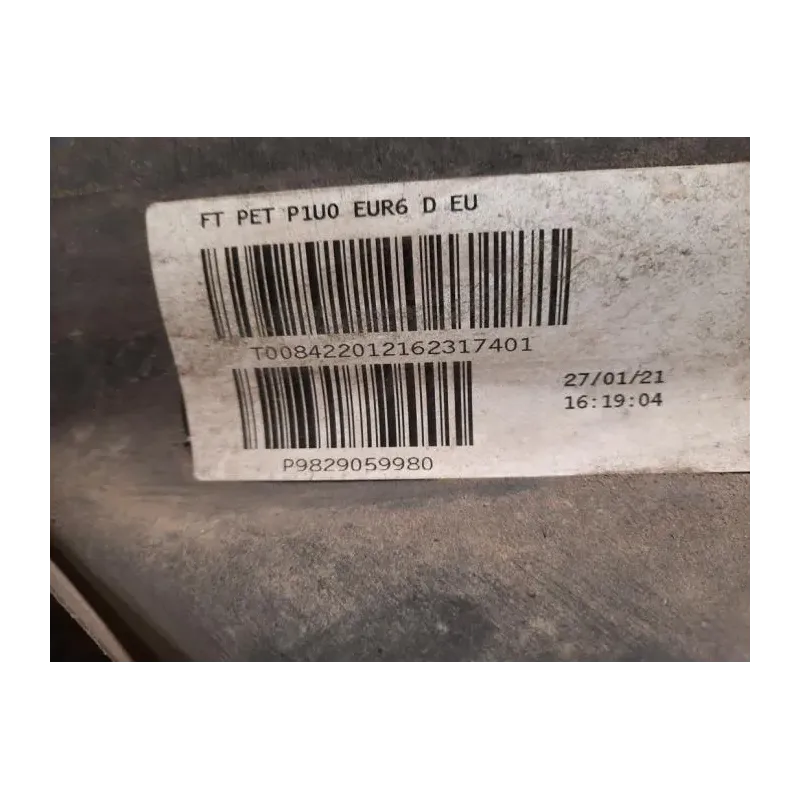 FT PET P1U0 EUR6 D EU
T008422012162317401
27/01/21
16:19:04
P9829059980